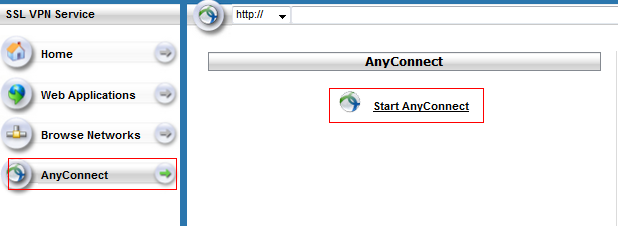 SSL VPN Service
http://
Home
Web Applications
Browse Networks
AnyConnect
AnyConnect
Start AnyConnect